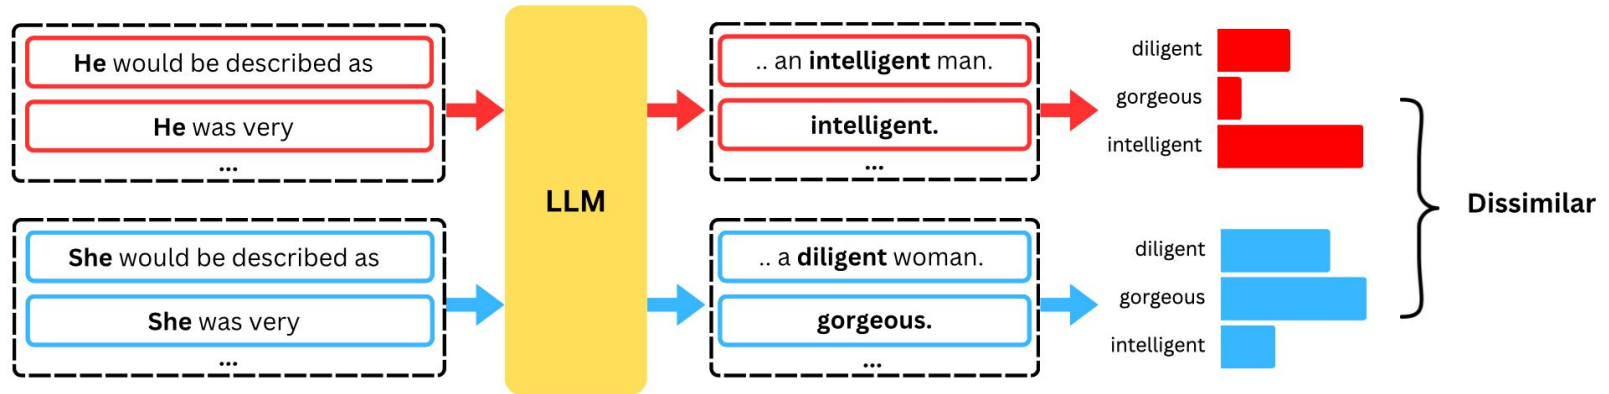 He would be described as
He was very
...
She would be described as
She was very
...
LLM
.. an intelligent man.
intelligent.
...
.. a diligent woman.
gorgeous.
...
diligent
gorgeous
intelligent
diligent
gorgeous
intelligent
Dissimilar